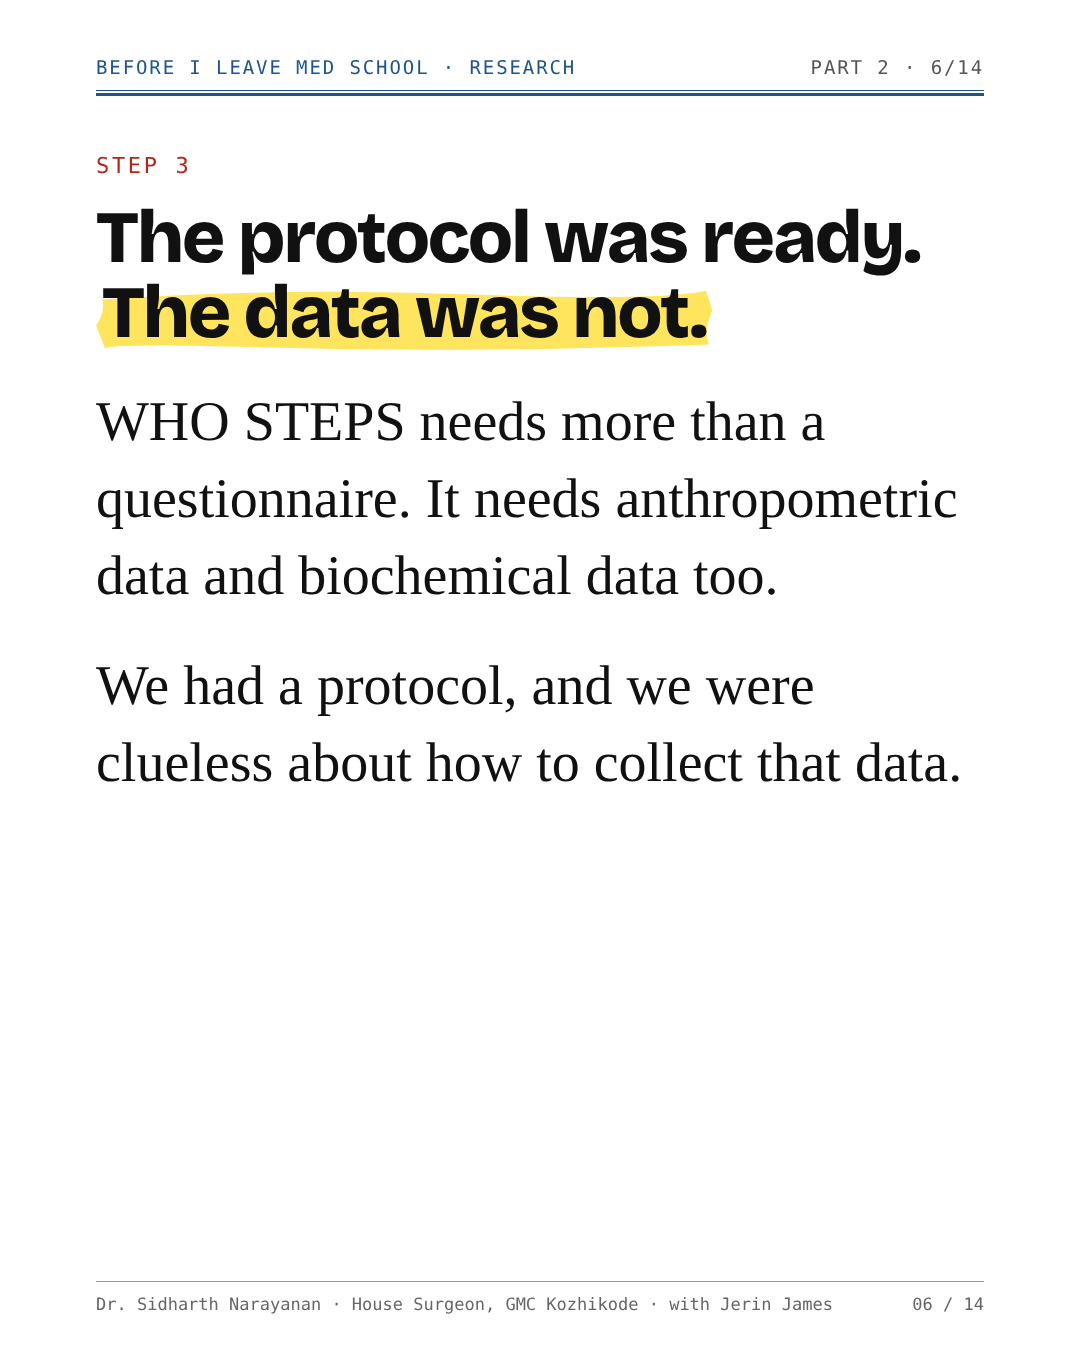 BEFORE I LEAVE MED SCHOOL · RESEARCH
PART 2 · 6/14
STEP 3
The protocol was ready.
The data was not.
WHO STEPS needs more than a
questionnaire. It needs anthropometric
data and biochemical data too.
We had a protocol, and we were
clueless about how to collect that data.
Dr. Sidharth Narayanan · House Surgeon, GMC Kozhikode · with Jerin James
06 / 14